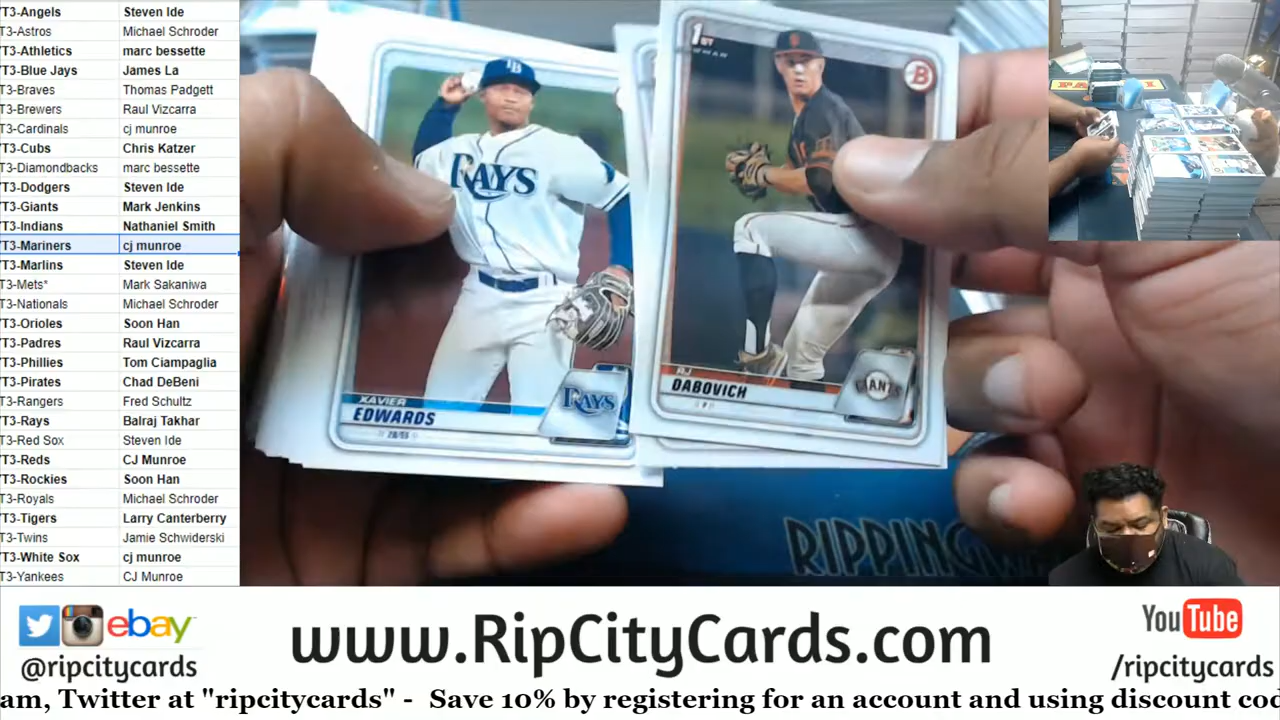 T3-Angels Steven Ide
T3-Astros Michael Schroder
T3-Athletics marc bessette
T3-Blue Jays James La
T3-Braves Thomas Padgett
T3-Brewers Raul Vizcarra
T3-Cardinals cj munroe
T3-Cubs Chris Katzer
T3-Diamondbacks marc bessette
T3-Dodgers Steven Ide
T3-Giants Mark Jenkins
T3-Indians Nathaniel Smith
T3-Mariners cj munroe
T3-Marlins Steven Ide
T3-Mets* Mark Sakaniwa
T3-Nationals Michael Schroder
T3-Orioles Soon Han
T3-Padres Raul Vizcarra
T3-Phillies Tom Ciampaglia
T3-Pirates Chad DeBeni
T3-Rangers Fred Schultz
T3-Rays Balraj Takhar
T3-Red Sox Steven Ide
T3-Reds CJ Munroe
T3-Rockies Soon Han
T3-Royals Michael Schroder
T3-Tigers Larry Canterberry
T3-Twins Jamie Schwiderski
T3-White Sox cj munroe
T3-Yankees CJ Munroe
TB
RAYS
XAVIER
EDWARDS
2B/SS
RAYS
1ST
B
RJ
DABOVICH
P
GIANTS
RIPPING
ebay
@ripcitycards
www.RipCityCards.com
YouTube
/ripcitycards
am, Twitter at "ripcitycards" - Save 10% by registering for an account and using discount cod